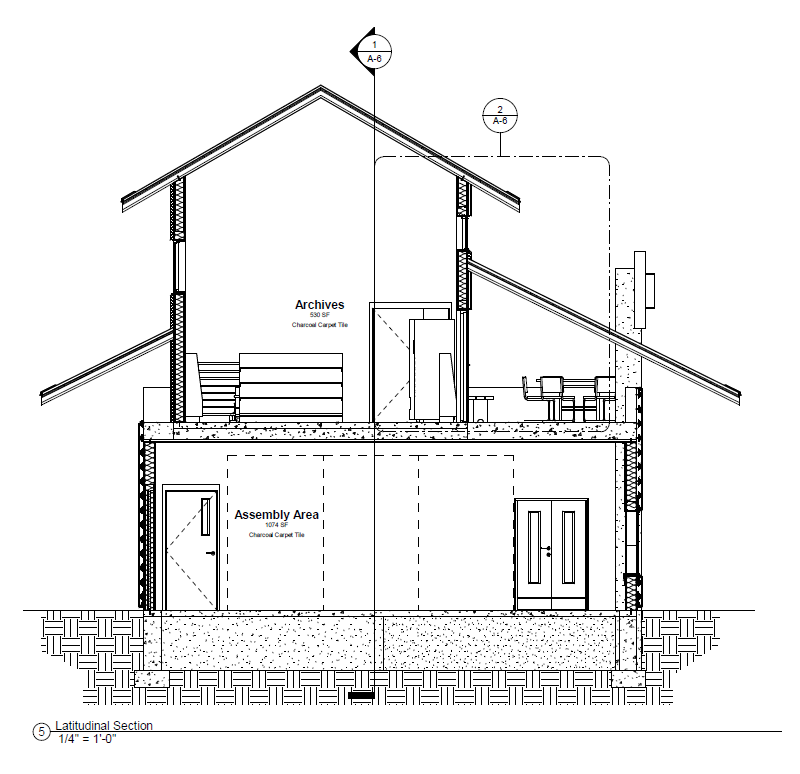 1
A-6
2
A-6
Archives
530 SF
Charcoal Carpet Tile
Assembly Area
1074 SF
Charcoal Carpet Tile
5
Latitudinal Section
1/4" = 1'-0"